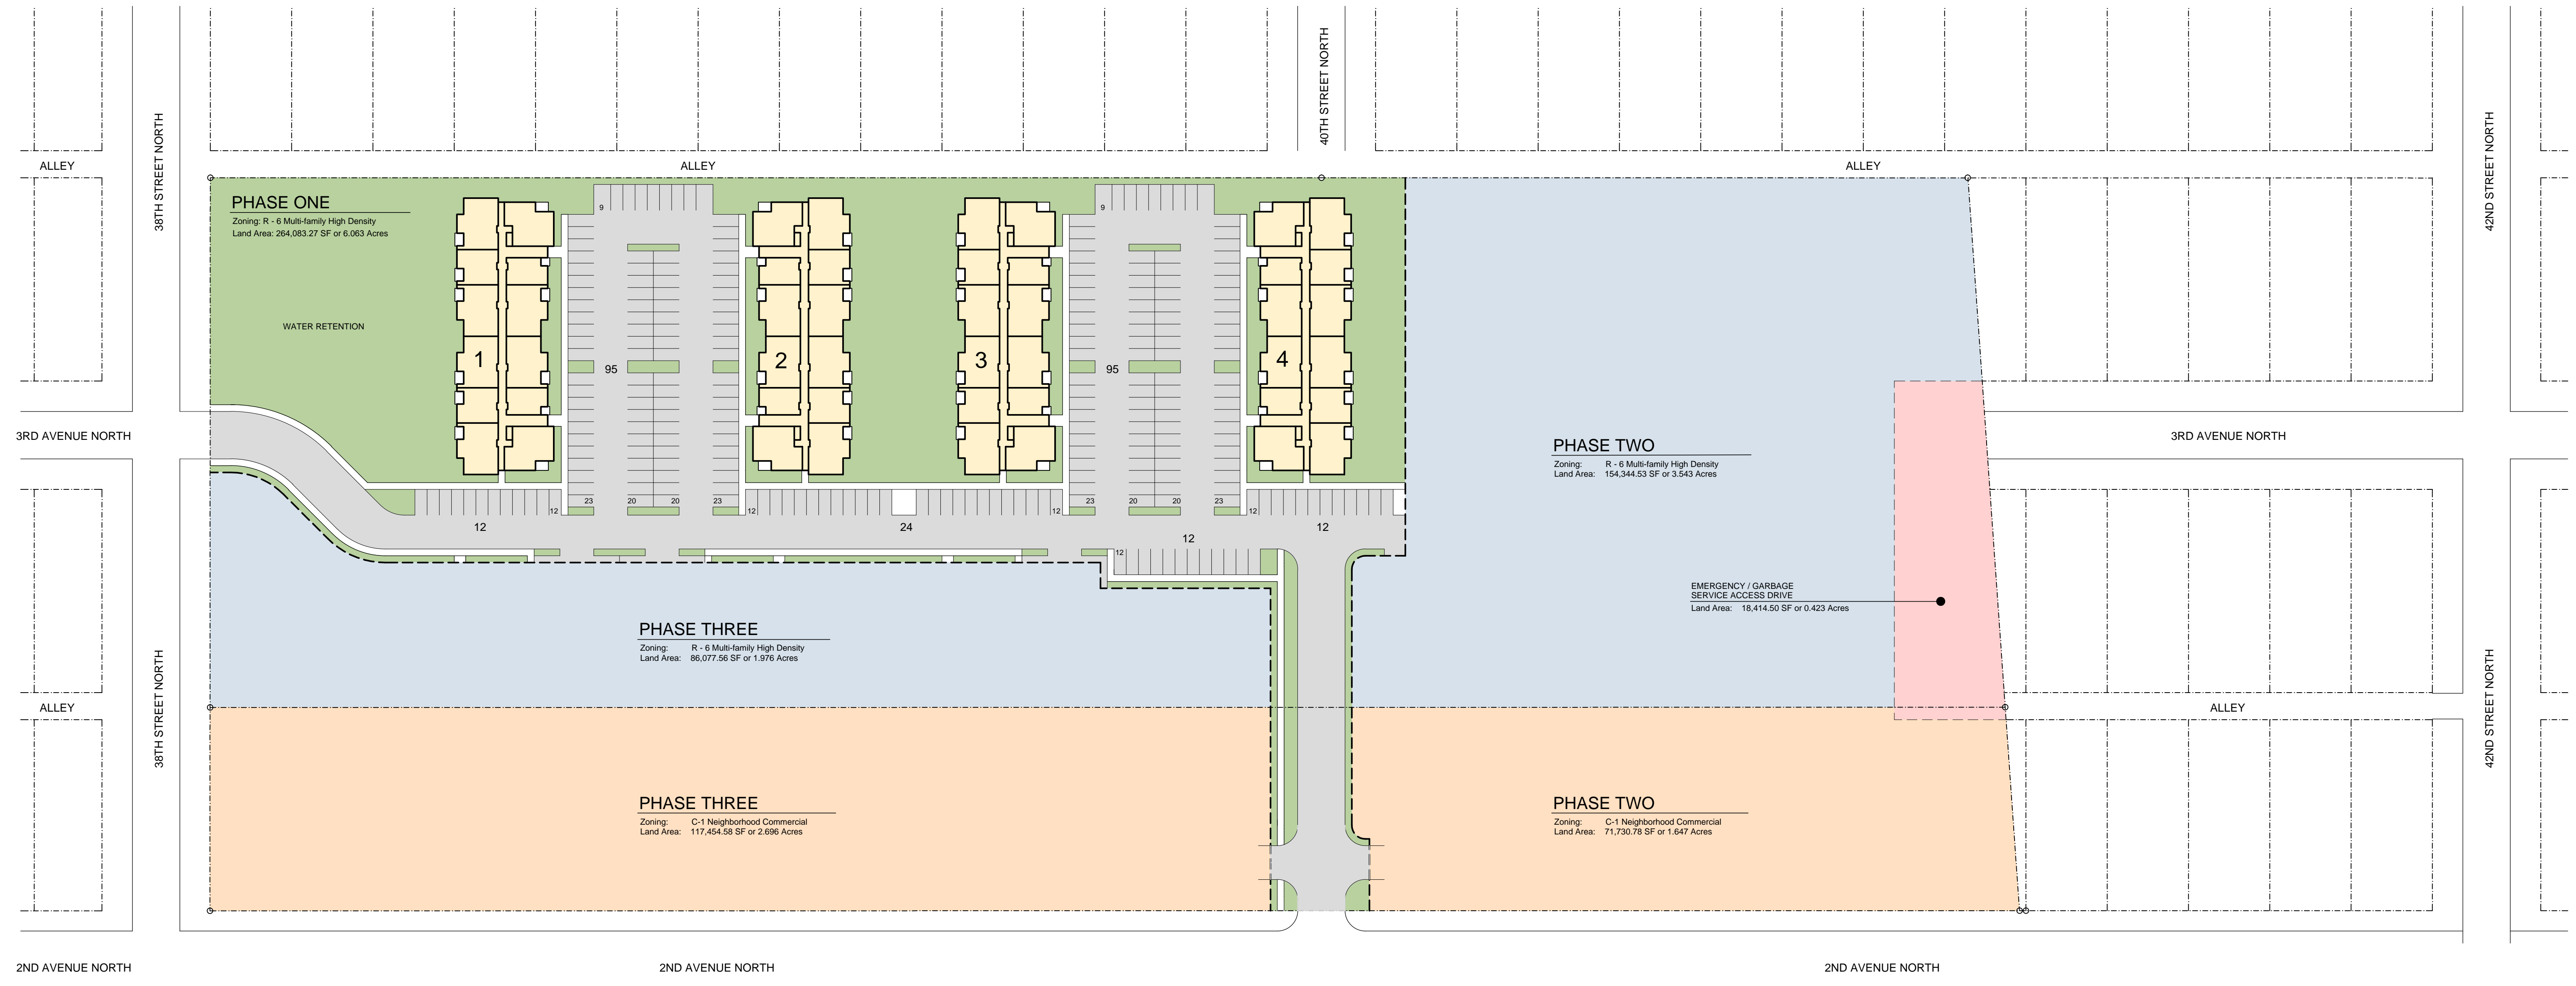 40TH STREET NORTH
38TH STREET NORTH
42ND STREET NORTH
ALLEY
ALLEY
ALLEY
PHASE ONE
Zoning: R - 6 Multi-family High Density
Land Area: 264,083.27 SF or 6.063 Acres
9
9
WATER RETENTION
1
2
3
4
95
95
3RD AVENUE NORTH
3RD AVENUE NORTH
PHASE TWO
Zoning: R - 6 Multi-family High Density
Land Area: 154,344.53 SF or 3.543 Acres
23
20
20
23
23
20
20
23
12
12
12
12
12
24
12
12
12
EMERGENCY / GARBAGE
SERVICE ACCESS DRIVE
Land Area: 18,414.50 SF or 0.423 Acres
PHASE THREE
Zoning: R - 6 Multi-family High Density
Land Area: 86,077.56 SF or 1.976 Acres
38TH STREET NORTH
42ND STREET NORTH
ALLEY
ALLEY
PHASE THREE
Zoning: C-1 Neighborhood Commercial
Land Area: 117,454.58 SF or 2.696 Acres
PHASE TWO
Zoning: C-1 Neighborhood Commercial
Land Area: 71,730.78 SF or 1.647 Acres
2ND AVENUE NORTH
2ND AVENUE NORTH
2ND AVENUE NORTH